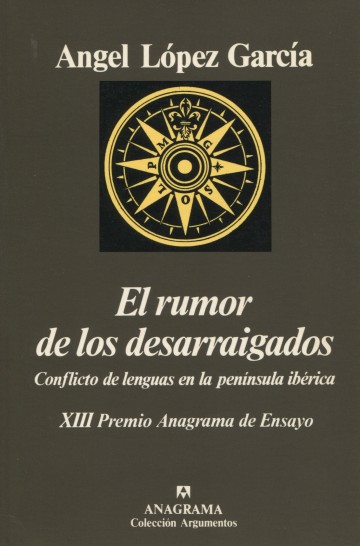 Angel López García
M G S O L P
El rumor
de los desarraigados
Conflicto de lenguas en la península ibérica
XIII Premio Anagrama de Ensayo
ANAGRAMA
Colección Argumentos